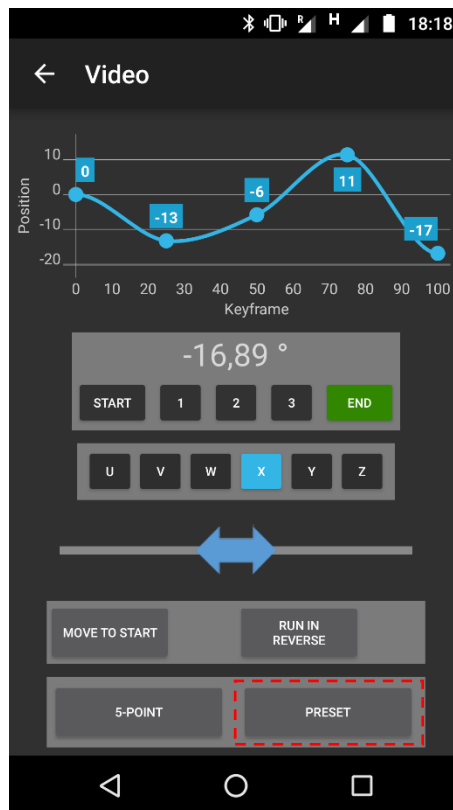 R H 18:18
Video
10
0
-10
-20
Position
0
-13
-6
11
-17
0 10 20 30 40 50 60 70 80 90 100
Keyframe
-16,89 °
START 1 2 3 END
U V W X Y Z
MOVE TO START
RUN IN
REVERSE
5-POINT
PRESET